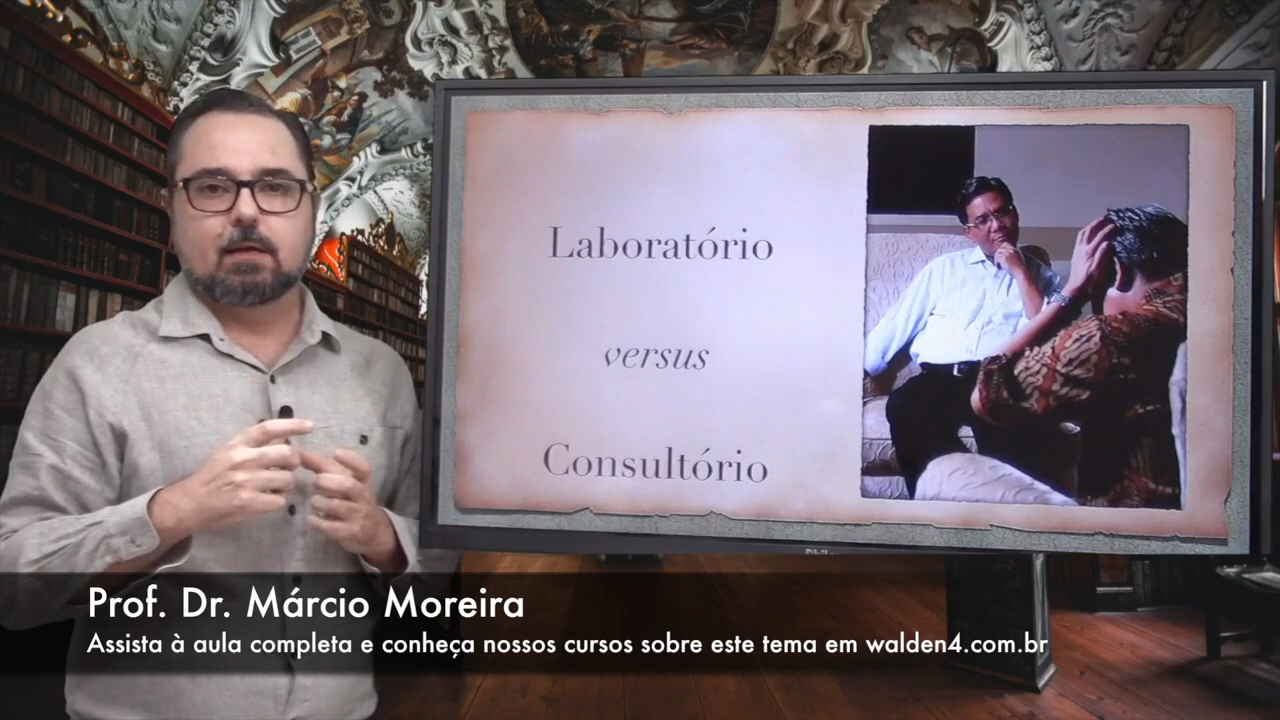 Laboratório
versus
Consultório
Prof. Dr. Márcio Moreira
Assista à aula completa e conheça nossos cursos sobre este tema em walden4.com.br